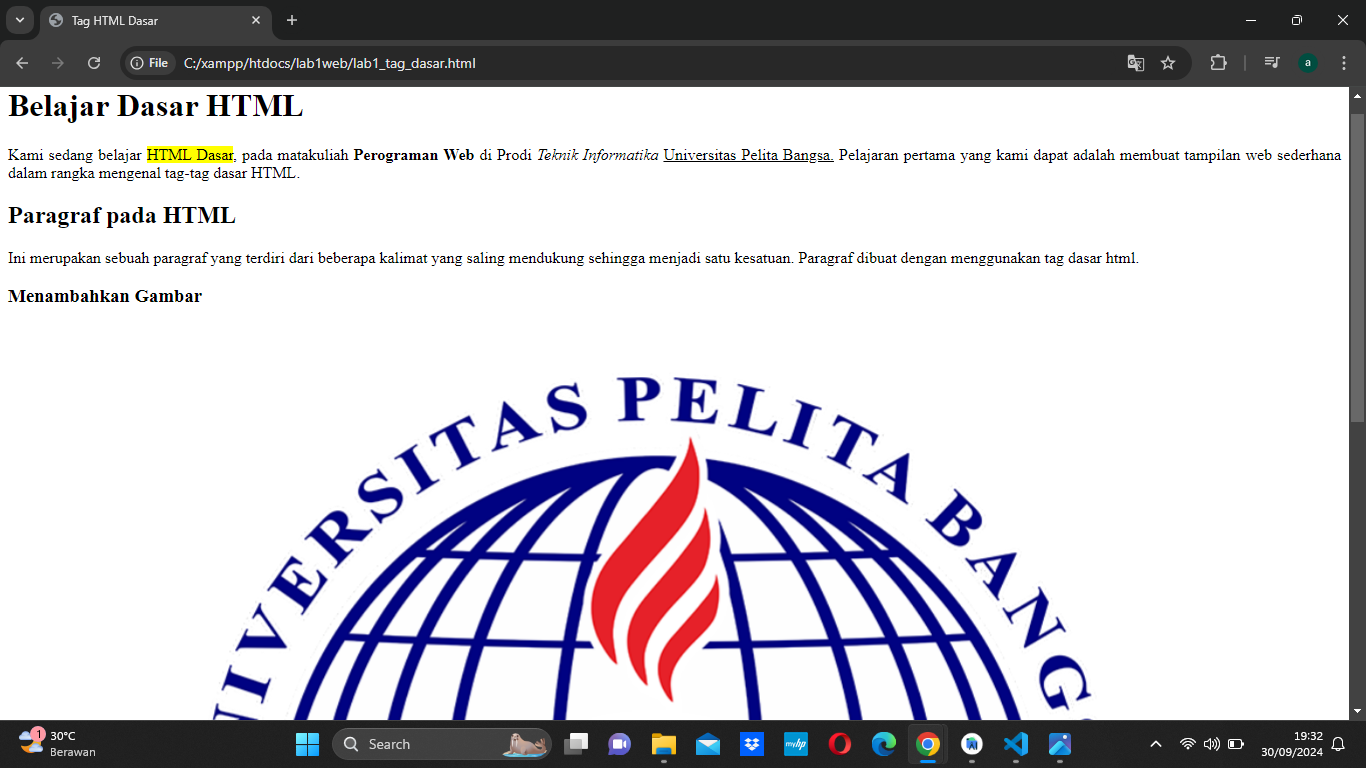 Tag HTML Dasar
File
C:/xampp/htdocs/lab1web/lab1_tag_dasar.html
a
Belajar Dasar HTML
Kami sedang belajar HTML Dasar, pada matakuliah Perograman Web di Prodi Teknik Informatika Universitas Pelita Bangsa. Pelajaran pertama yang kami dapat adalah membuat tampilan web sederhana
dalam rangka mengenal tag-tag dasar HTML.
Paragraf pada HTML
Ini merupakan sebuah paragraf yang terdiri dari beberapa kalimat yang saling mendukung sehingga menjadi satu kesatuan. Paragraf dibuat dengan menggunakan tag dasar html.
Menambahkan Gambar
NIVERSITAS PELITA BANGS
1
30°C
Berawan
Search
myhp
19:32
30/09/2024